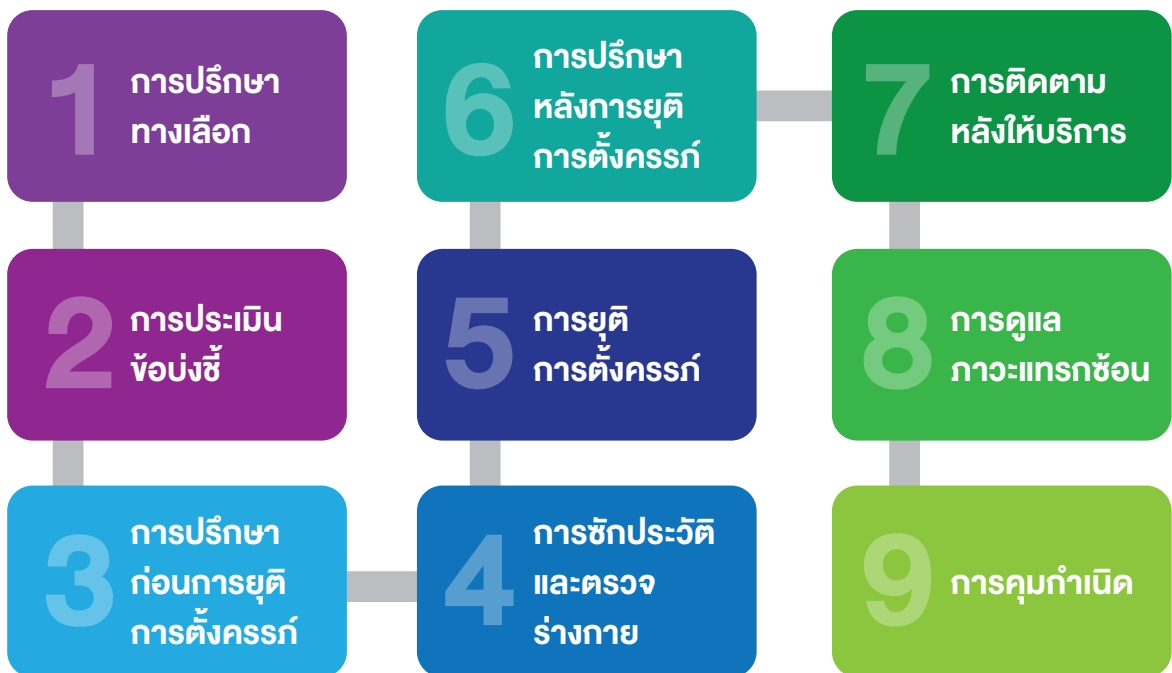 1
การปรึกษา
ทางเลือก
2
การประเมิน
ข้อบ่งชี้
3
การปรึกษา
ก่อนการยุติ
การตั้งครรภ์
4
การซักประวัติ
และตรวจ
ร่างกาย
5
การยุติ
การตั้งครรภ์
6
การปรึกษา
หลังการยุติ
การตั้งครรภ์
7
การติดตาม
หลังให้บริการ
8
การดูแล
ภาวะแทรกซ้อน
9
การคุมกำเนิด